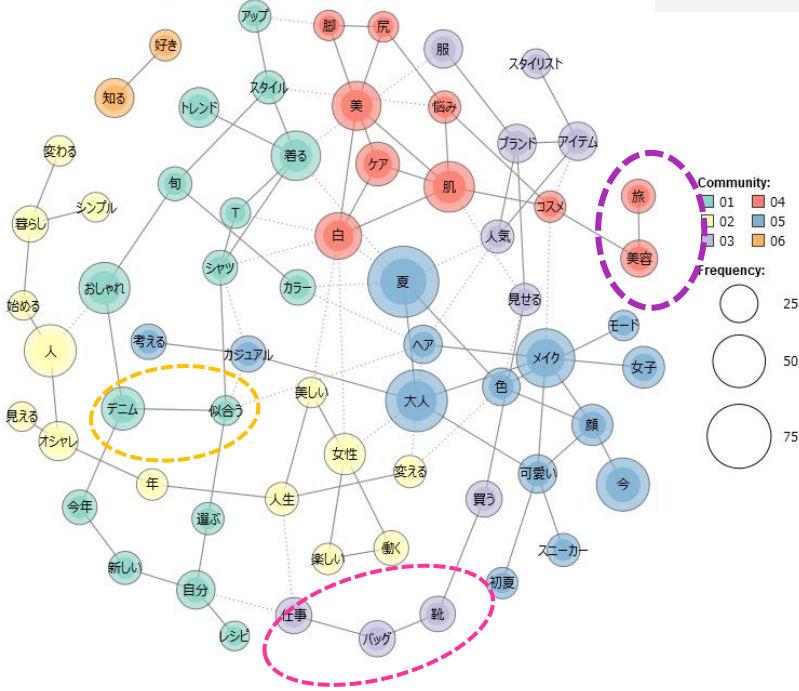 アップ
脚
尻
服
好き
スタイリスト
知る
スタイル
トレンド
美
悩み
ブランド
アイテム
変わる
着る
ケア
旬
肌
シンプル
暮らし
T
コスメ
旅
白
人気
シャツ
美容
おしゃれ
カラー
夏
見せる
始める
考える
カジュアル
ヘア
モード
人
メイク
女子
色
美しい
大人
デニム
似合う
見える
オシャレ
顔
女性
変える
可愛い
年
人生
買う
今
今年
選ぶ
楽しい
働く
スニーカー
新しい
自分
初夏
仕事
バッグ
靴
レシピ
Community:
01 04
02 05
03 06
Frequency:
25
50
75